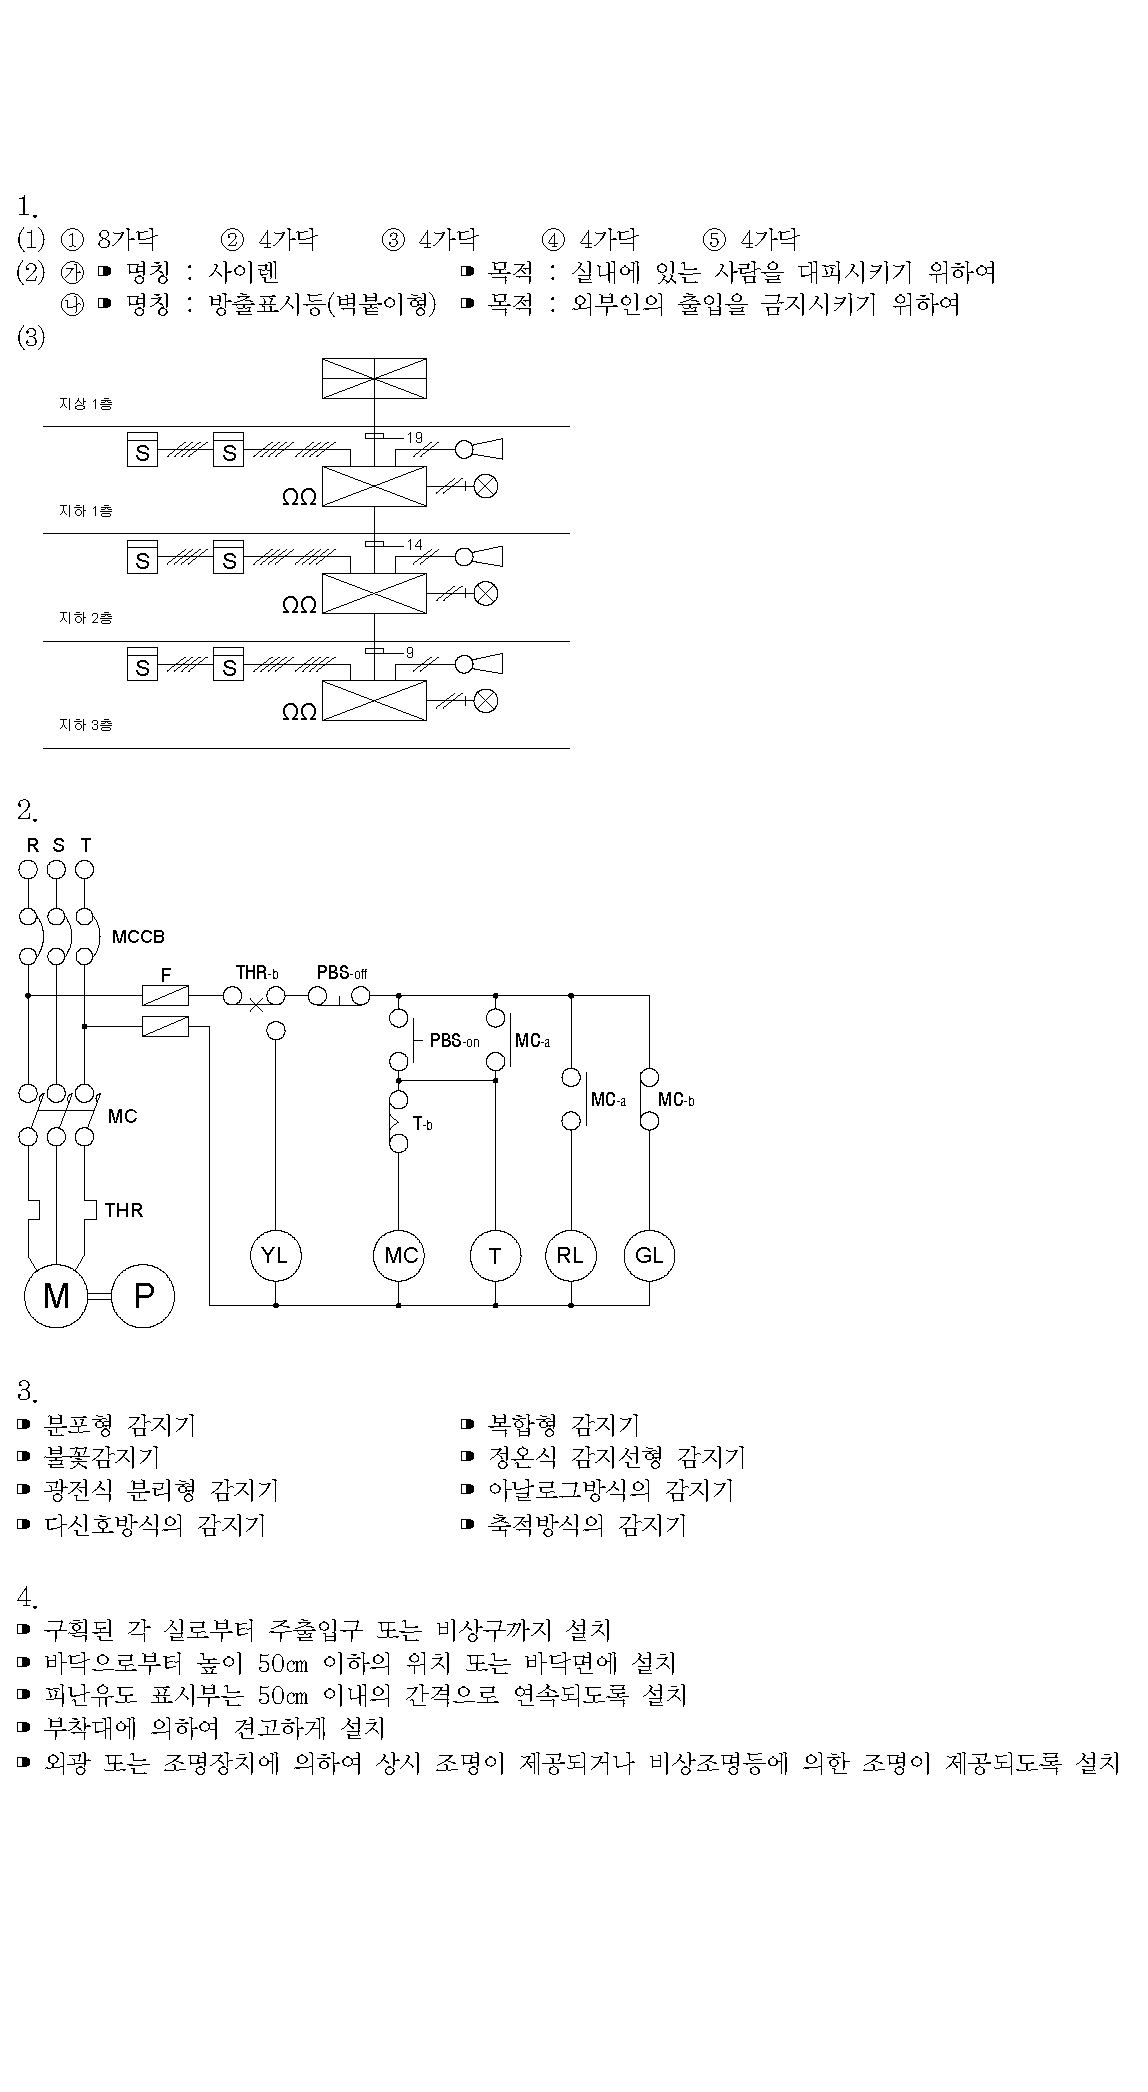 1.
(1) ① 8가닥 ② 4가닥 ③ 4가닥 ④ 4가닥 ⑤ 4가닥
(2) ㉮ ➠ 명칭 : 사이렌 ➠ 목적 : 실내에 있는 사람을 대피시키기 위하여
㉯ ➠ 명칭 : 방출표시등(벽붙이형) ➠ 목적 : 외부인의 출입을 금지시키기 위하여
(3)
지상 1층
19
S S
ΩΩ
지하 1층
14
S S
ΩΩ
지하 2층
9
S S
ΩΩ
지하 3층
2.
R S T
MCCB
F THR-b PBS-off
PBS-on MC-a
MC-a MC-b
MC T-b
THR
YL MC T RL GL
M P
3.
➠ 분포형 감지기 ➠ 복합형 감지기
➠ 불꽃감지기 ➠ 정온식 감지선형 감지기
➠ 광전식 분리형 감지기 ➠ 아날로그방식의 감지기
➠ 다신호방식의 감지기 ➠ 축적방식의 감지기
4.
➠ 구획된 각 실로부터 주출입구 또는 비상구까지 설치
➠ 바닥으로부터 높이 50㎝ 이하의 위치 또는 바닥면에 설치
➠ 피난유도 표시부는 50㎝ 이내의 간격으로 연속되도록 설치
➠ 부착대에 의하여 견고하게 설치
➠ 외광 또는 조명장치에 의하여 상시 조명이 제공되거나 비상조명등에 의한 조명이 제공되도록 설치